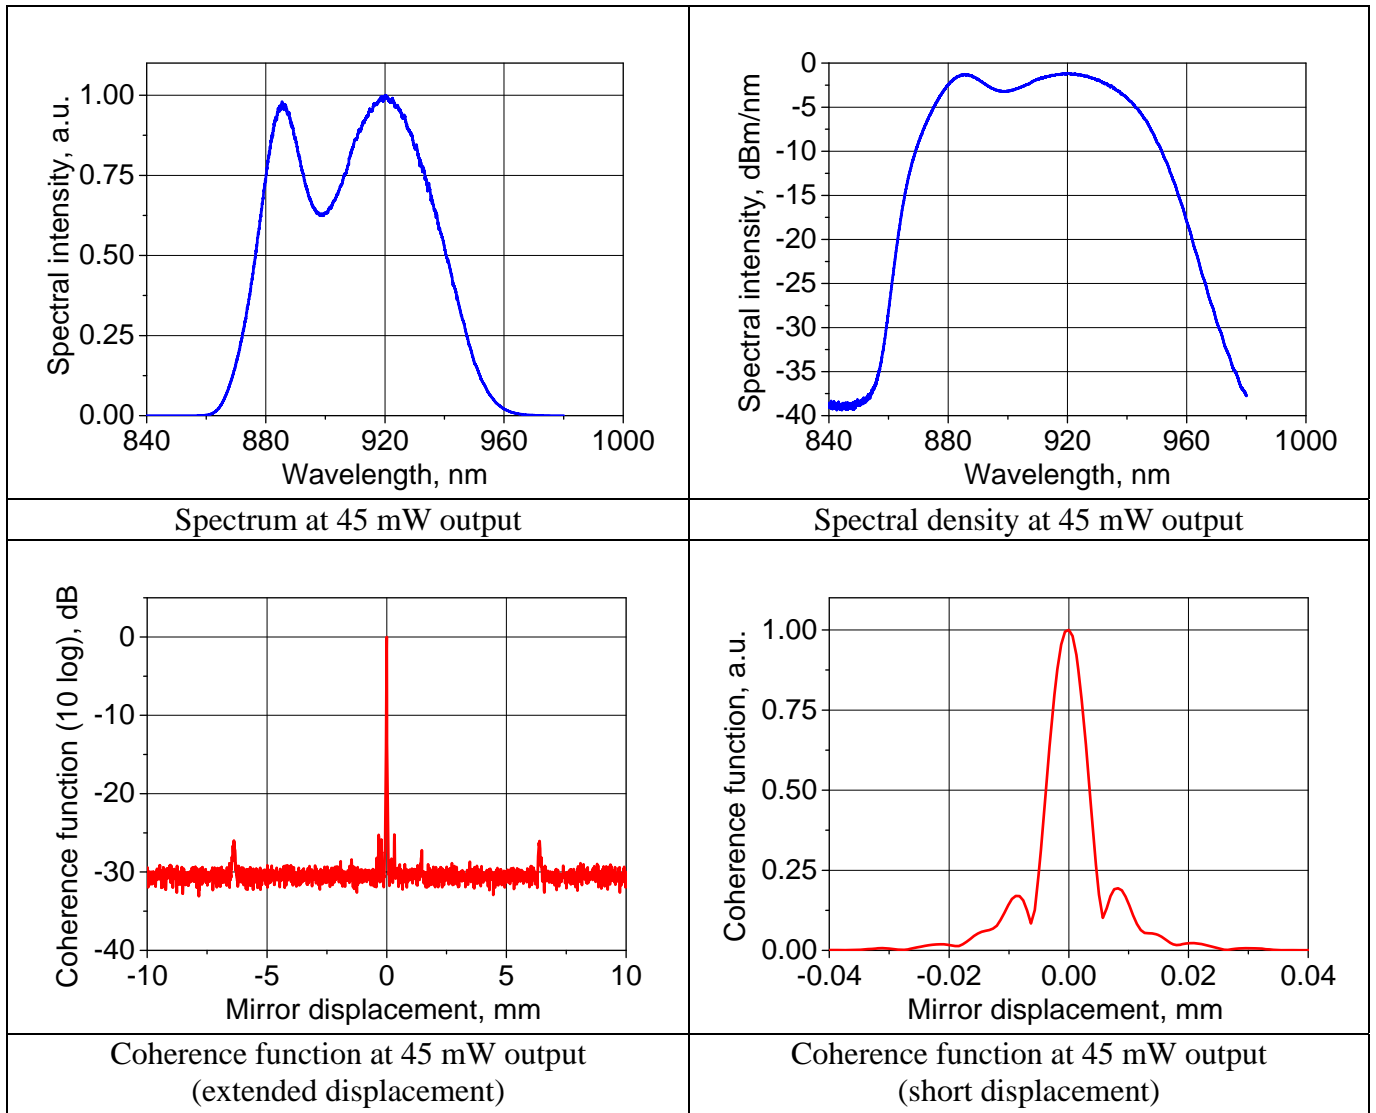 Spectral intensity, a.u.
1.00
0.75
0.50
0.25
0.00
840 880 920 960 1000
Wavelength, nm
Spectral intensity, dBm/nm
0
-5
-10
-15
-20
-25
-30
-35
-40
840 880 920 960 1000
Wavelength, nm
Spectrum at 45 mW output
Spectral density at 45 mW output
Coherence function (10 log), dB
0
-10
-20
-30
-40
-10 -5 0 5 10
Mirror displacement, mm
Coherence function, a.u.
1.00
0.75
0.50
0.25
0.00
-0.04 -0.02 0.00 0.02 0.04
Mirror displacement, mm
Coherence function at 45 mW output
(extended displacement)
Coherence function at 45 mW output
(short displacement)